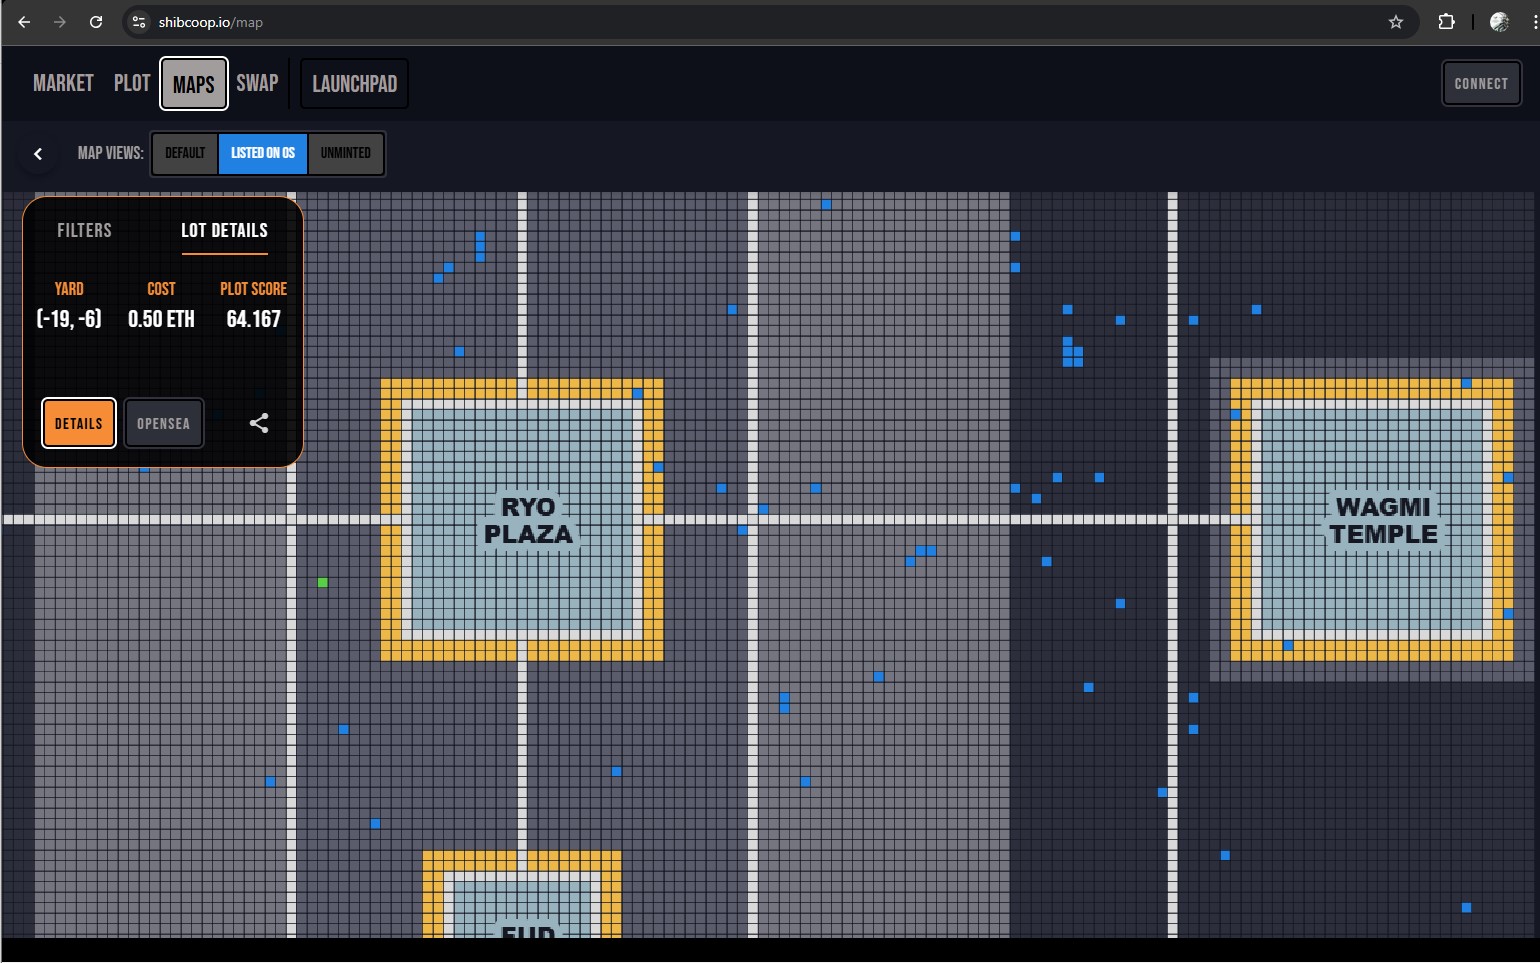 shibcoop.io/map
MARKET PLOT MAPS SWAP LAUNCHPAD CONNECT
MAP VIEWS: DEFAULT LISTED ON OS UNMINTED
FILTERS LOT DETAILS
YARD COST PLOT SCORE
(-19, -6) 0.50 ETH 64.167
DETAILS OPENSEA
RYO
PLAZA
WAGMI
TEMPLE
FUD